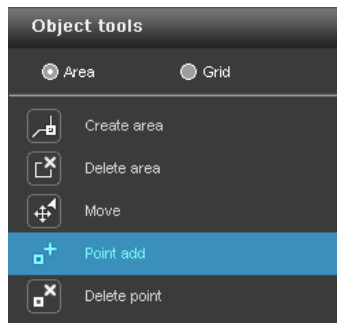 Object tools
Area Grid
Create area
Delete area
Move
Point add
Delete point